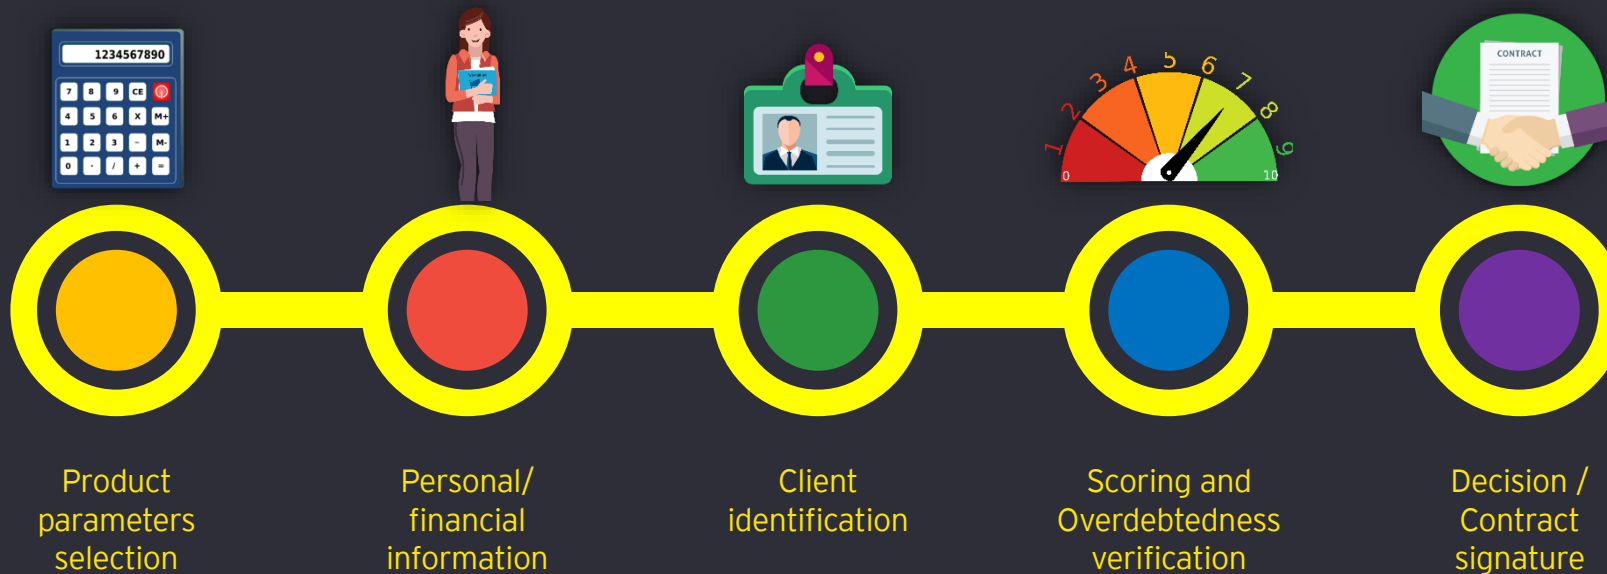 1234567890
7 8 9 CE
4 5 6 X M+
1 2 3 - M-
0 · / + =
1 2 3 4 5 6 7 8 9
0 10
CONTRACT
Product
parameters
selection
Personal/
financial
information
Client
identification
Scoring and
Overdebtedness
verification
Decision /
Contract
signature